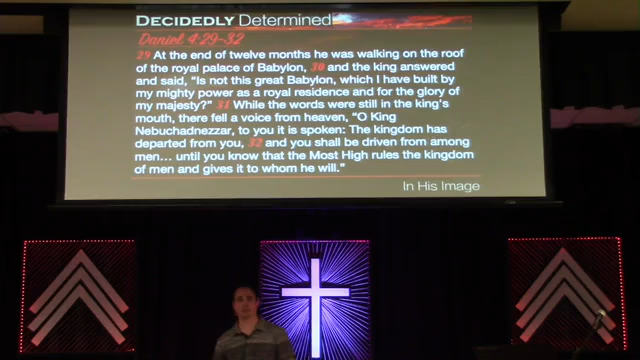 DECIDEDLY Determined
Daniel 4:29-32
29 At the end of twelve months he was walking on the roof
of the royal palace of Babylon, 30 and the king answered
and said, “Is not this great Babylon, which I have built by
my mighty power as a royal residence and for the glory of
my majesty?” 31 While the words were still in the king's
mouth, there fell a voice from heaven, “O King
Nebuchadnezzar, to you it is spoken: The kingdom has
departed from you, 32 and you shall be driven from among
men… until you know that the Most High rules the kingdom
of men and gives it to whom he will.”
In His Image